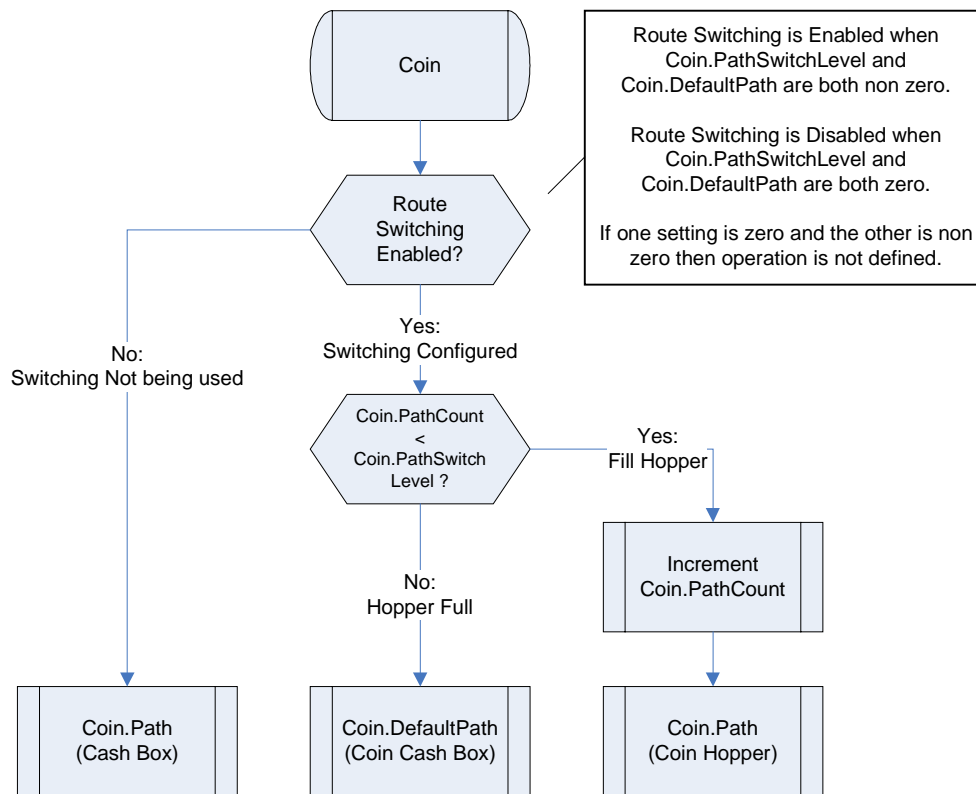 Coin
Route Switching is Enabled when
Coin.PathSwitchLevel and
Coin.DefaultPath are both non zero.
Route Switching is Disabled when
Coin.PathSwitchLevel and
Coin.DefaultPath are both zero.
If one setting is zero and the other is non
zero then operation is not defined.
Route
Switching
Enabled?
No:
Switching Not being used
Yes:
Switching Configured
Coin.PathCount
<
Coin.PathSwitch
Level ?
Yes:
Fill Hopper
Increment
Coin.PathCount
No:
Hopper Full
Coin.Path
(Cash Box)
Coin.DefaultPath
(Coin Cash Box)
Coin.Path
(Coin Hopper)